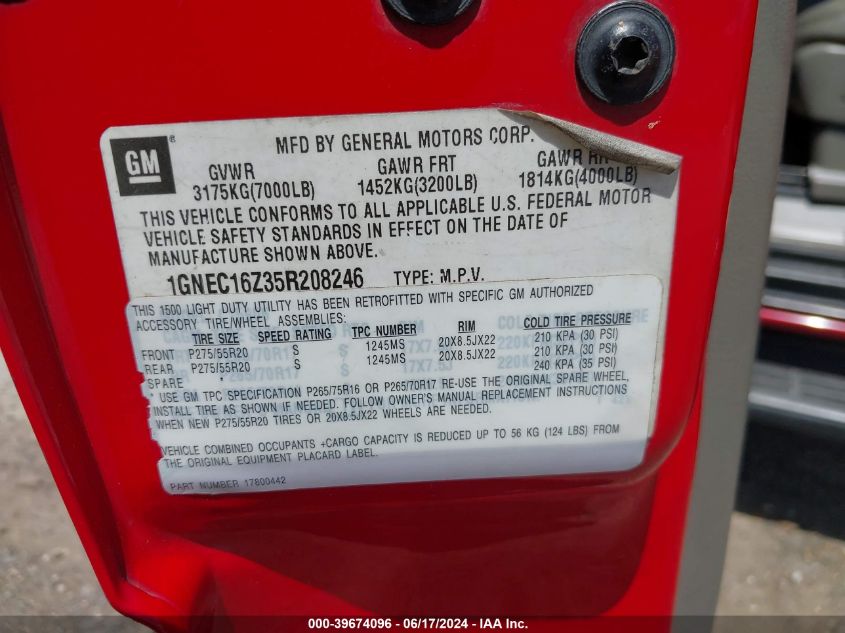 GM ® MFD BY GENERAL MOTORS CORP.
GVWR GAWR FRT GAWR RR
3175KG(7000LB) 1452KG(3200LB) 1814KG(4000LB)
THIS VEHICLE CONFORMS TO ALL APPLICABLE U.S. FEDERAL MOTOR
VEHICLE SAFETY STANDARDS IN EFFECT ON THE DATE OF
MANUFACTURE SHOWN ABOVE.
1GNEC16Z35R208246 TYPE: M.P.V.
THIS 1500 LIGHT DUTY UTILITY HAS BEEN RETROFITTED WITH SPECIFIC GM AUTHORIZED
ACCESSORY TIRE/WHEEL ASSEMBLIES:
TIRE SIZE SPEED RATING TPC NUMBER RIM COLD TIRE PRESSURE
FRONT P275/55R20 S 1245MS 20X8.5JX22 210 KPA (30 PSI)
REAR P275/55R20 S 1245MS 20X8.5JX22 210 KPA (30 PSI)
SPARE * 240 KPA (35 PSI)
* USE GM TPC SPECIFICATION P265/75R16 OR P265/70R17 RE-USE THE ORIGINAL SPARE WHEEL,
INSTALL TIRE AS SHOWN IF NEEDED. FOLLOW OWNER'S MANUAL REPLACEMENT INSTRUCTIONS
WHEN NEW P275/55R20 TIRES OR 20X8.5JX22 WHEELS ARE NEEDED.
VEHICLE COMBINED OCCUPANTS +CARGO CAPACITY IS REDUCED UP TO 56 KG (124 LBS) FROM
THE ORIGINAL EQUIPMENT PLACARD LABEL.
PART NUMBER 17800442
000-39674096 - 06/17/2024 - IAA Inc.